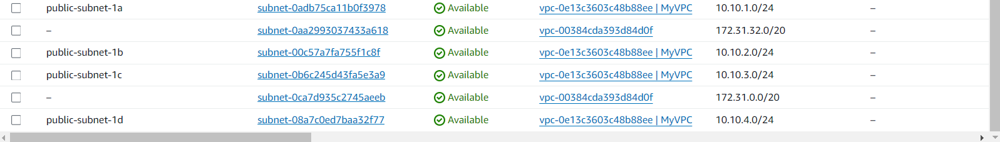 public-subnet-1a subnet-0adb75ca11b0f3978 Available vpc-0e13c3603c48b88ee | MyVPC 10.10.1.0/24 –
– subnet-0aa2993037433a618 Available vpc-00384cda393d84d0f 172.31.32.0/20 –
public-subnet-1b subnet-00c57a7fa755f1c8f Available vpc-0e13c3603c48b88ee | MyVPC 10.10.2.0/24 –
public-subnet-1c subnet-0b6c245d43fa5e3a9 Available vpc-0e13c3603c48b88ee | MyVPC 10.10.3.0/24 –
– subnet-0ca7d935c2745aeeb Available vpc-00384cda393d84d0f 172.31.0.0/20 –
public-subnet-1d subnet-08a7c0ed7baa32f77 Available vpc-0e13c3603c48b88ee | MyVPC 10.10.4.0/24 –